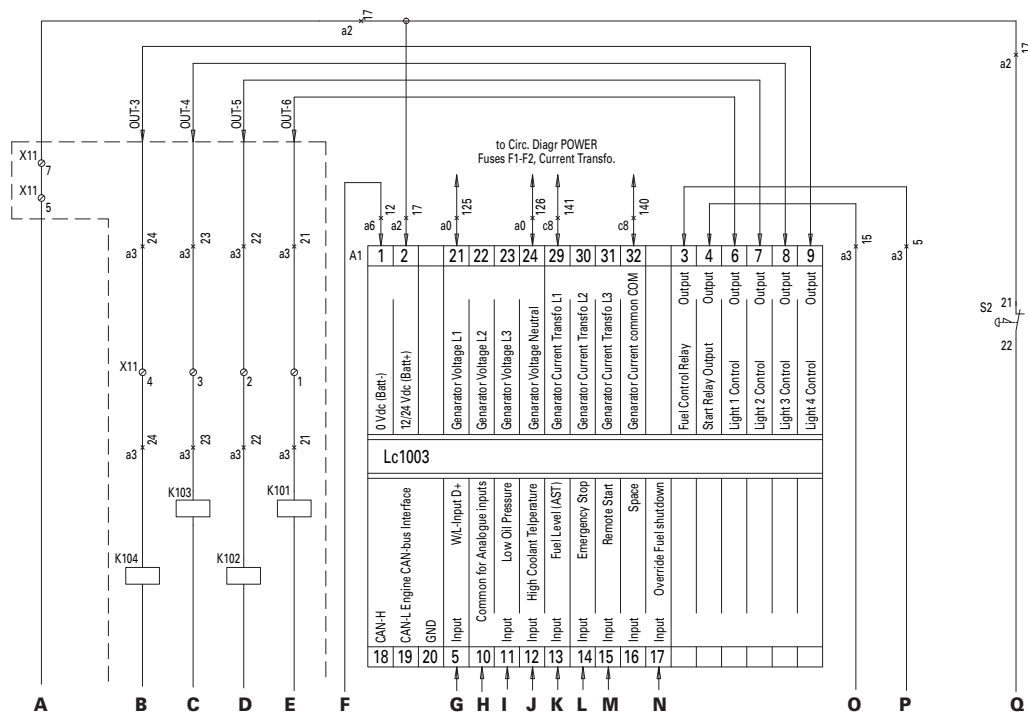 17
a2
17
a2
OUT-3
OUT-4
OUT-5
OUT-6
to Circ. Diagr POWER
Fuses F1-F2, Current Transfo.
X11
7
X11
5
12
a6
17
a2
125
a0
126
a0
141
c8
140
c8
24
a3
23
a3
22
a3
21
a3
15
a3
5
a3
A1
1 2 21 22 23 24 29 30 31 32 3 4 6 7 8 9
0 Vdc (Batt-)
12/24 Vdc (Batt+)
Genarator Voltage L1
Genarator Voltage L2
Genarator Voltage L3
Genarator Voltage Neutral
Genarator Current Transfo L1
Genarator Current Transfo L2
Genarator Current Transfo L3
Genarator Current common COM
Fuel Control Relay Output
Start Relay Output Output
Light 1 Control Output
Light 2 Control Output
Light 3 Control Output
Light 4 Control Output
S2
21
22
X11
4
3
2
1
24
a3
23
a3
22
a3
21
a3
Lc1003
K103
K101
K104
K102
CAN-H
CAN-L Engine CAN-bus Interface
GND
Input W/L-Input D+
Common for Analogue inputs
Input Low Oil Pressure
Input High Coolant Telperature
Input Fuel Level (AST)
Input Emergency Stop
Input Remote Start
Input Space
Input Override Fuel shutdown
18 19 20 5 10 11 12 13 14 15 16 17
A B C D E F G H I J K L M N O P Q